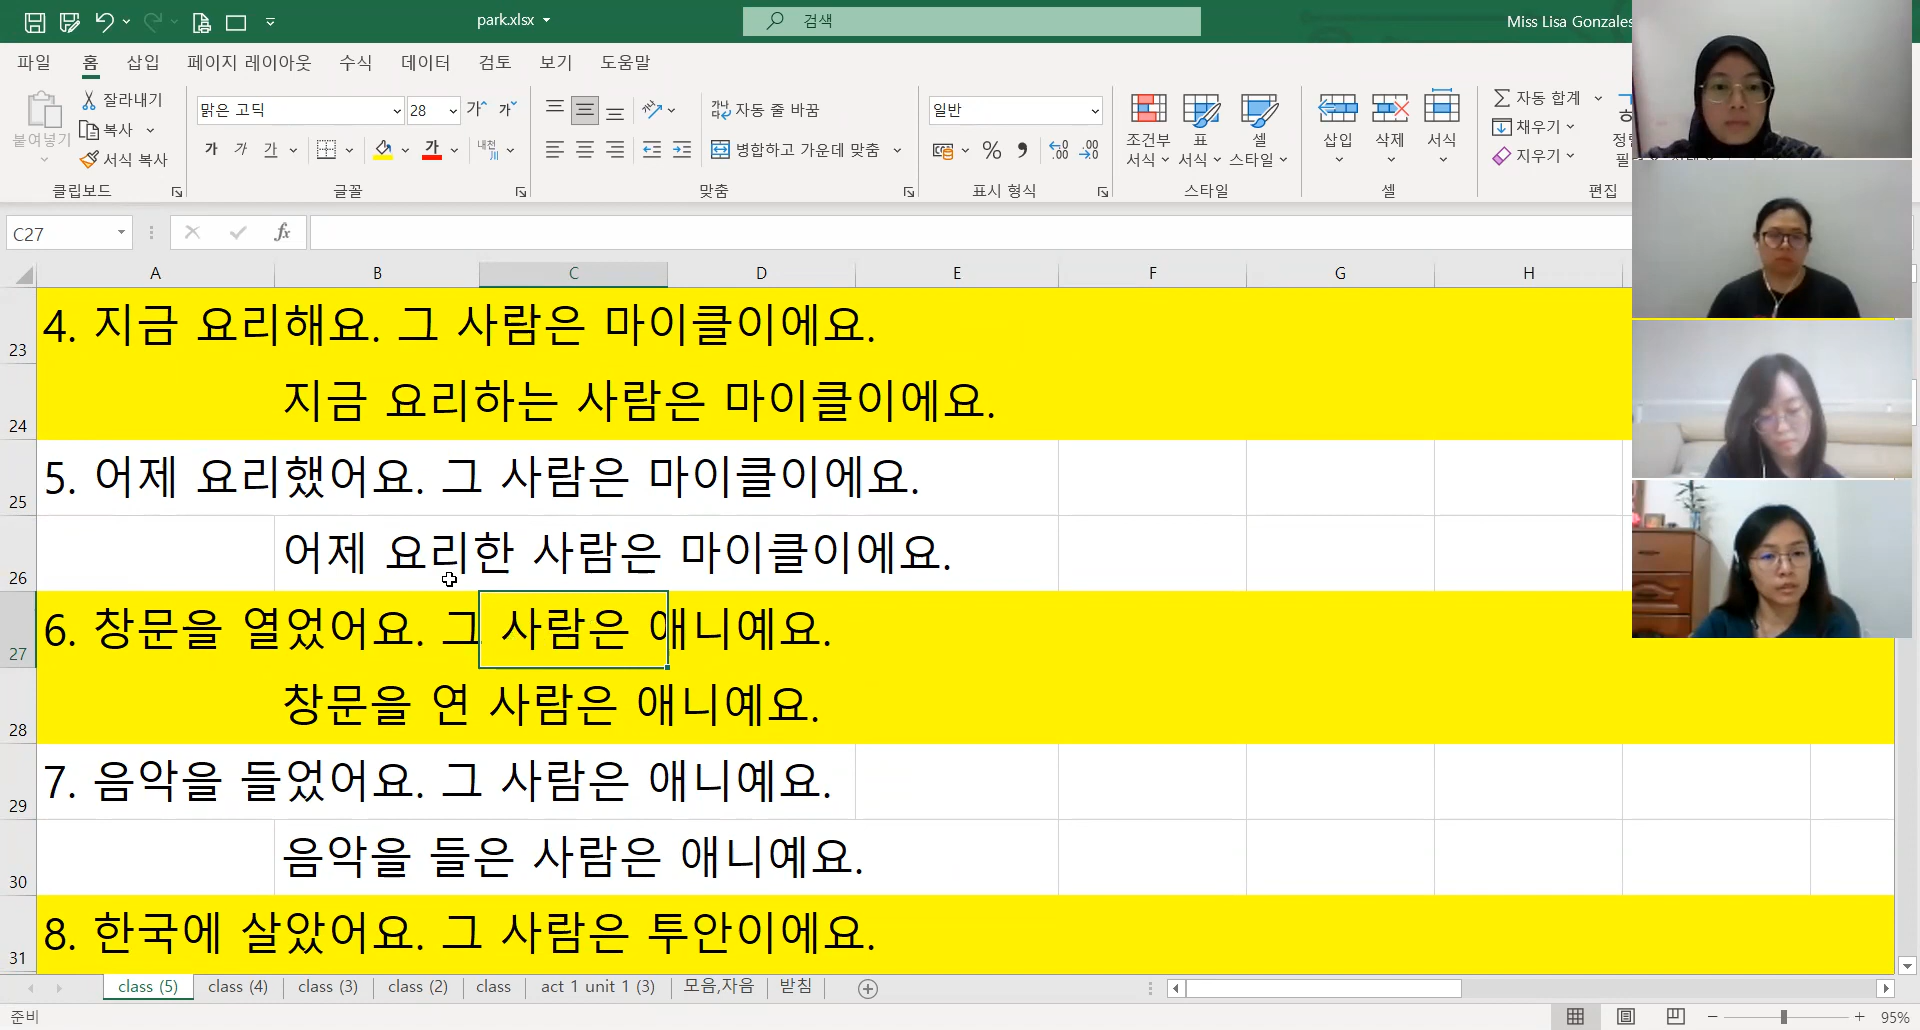 park.xlsx
검색
Miss Lisa Gonzales
파일 홈 삽입 페이지 레이아웃 수식 데이터 검토 보기 도움말
잘라내기
복사
서식 복사
붙여넣기
클립보드
맑은 고딕 28
가 가
가 가 가 가 내천
글꼴
자동 줄 바꿈
병합하고 가운데 맞춤
맞춤
일반
표시 형식
조건부 서식
표 서식
셀 스타일
스타일
삽입 삭제 서식
셀
자동 합계
채우기
지우기
편집
C27
fx
A B C D E F G H
23 4. 지금 요리해요. 그 사람은 마이클이에요.
24 지금 요리하는 사람은 마이클이에요.
25 5. 어제 요리했어요. 그 사람은 마이클이에요.
26 어제 요리한 사람은 마이클이에요.
27 6. 창문을 열었어요. 그 사람은 애니예요.
28 창문을 연 사람은 애니예요.
29 7. 음악을 들었어요. 그 사람은 애니예요.
30 음악을 들은 사람은 애니예요.
31 8. 한국에 살았어요. 그 사람은 투안이에요.
class (5) class (4) class (3) class (2) class act 1 unit 1 (3) 모음,자음 받침
준비
95%